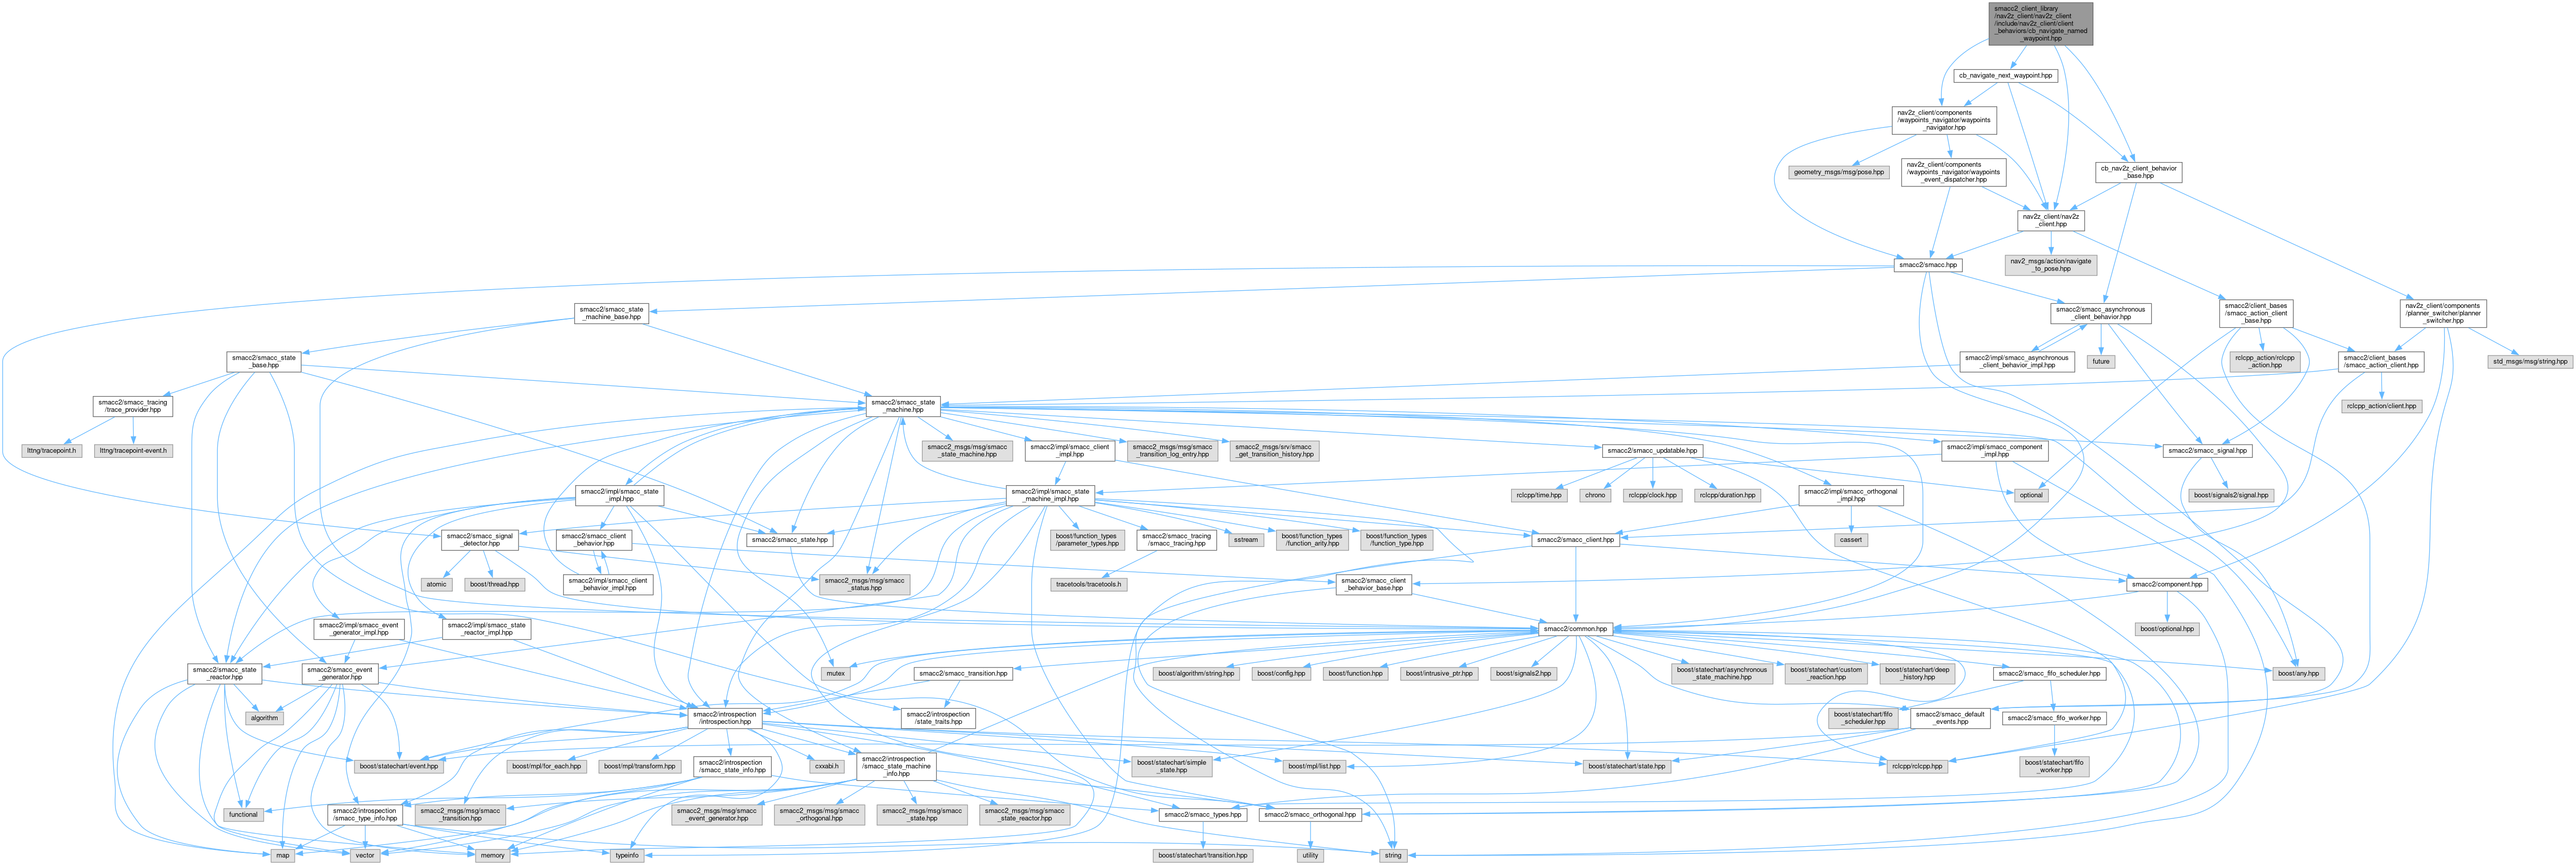 smacc2_client_library
/nav2z_client/nav2z_client
/include/nav2z_client/client
_behaviors/cb_navigate_named
_waypoint.hpp
cb_navigate_next_waypoint.hpp
nav2z_client/components
/waypoints_navigator/waypoints
_navigator.hpp
geometry_msgs/msg/pose.hpp
nav2z_client/components
/waypoints_navigator/waypoints
_event_dispatcher.hpp
cb_nav2z_client_behavior
_base.hpp
nav2z_client/nav2z
_client.hpp
smacc2/smacc.hpp
nav2_msgs/action/navigate
_to_pose.hpp
smacc2/smacc_state
_machine_base.hpp
smacc2/smacc_asynchronous
_client_behavior.hpp
smacc2/client_bases
/smacc_action_client
_base.hpp
nav2z_client/components
/planner_switcher/planner
_switcher.hpp
smacc2/smacc_state
_base.hpp
smacc2/impl/smacc_asynchronous
_client_behavior_impl.hpp
future
rclcpp_action/rclcpp
_action.hpp
smacc2/client_bases
/smacc_action_client.hpp
std_msgs/msg/string.hpp
smacc2/smacc_tracing
/trace_provider.hpp
smacc2/smacc_state
_machine.hpp
rclcpp_action/client.hpp
lttng/tracepoint.h
lttng/tracepoint-event.h
smacc2_msgs/msg/smacc
_state_machine.hpp
smacc2/impl/smacc_client
_impl.hpp
smacc2_msgs/msg/smacc
_transition_log_entry.hpp
smacc2_msgs/srv/smacc
_get_transition_history.hpp
smacc2/smacc_updatable.hpp
smacc2/impl/smacc_component
_impl.hpp
smacc2/smacc_signal.hpp
smacc2/impl/smacc_state
_impl.hpp
smacc2/impl/smacc_state
_machine_impl.hpp
rclcpp/time.hpp
chrono
rclcpp/clock.hpp
rclcpp/duration.hpp
smacc2/impl/smacc_orthogonal
_impl.hpp
optional
boost/signals2/signal.hpp
smacc2/smacc_signal
_detector.hpp
smacc2/smacc_client
_behavior.hpp
smacc2/smacc_state.hpp
boost/function_types
/parameter_types.hpp
smacc2/smacc_tracing
/smacc_tracing.hpp
sstream
boost/function_types
/function_arity.hpp
boost/function_types
/function_type.hpp
smacc2/smacc_client.hpp
cassert
atomic
boost/thread.hpp
smacc2/impl/smacc_client
_behavior_impl.hpp
smacc2_msgs/msg/smacc
_status.hpp
tracetools/tracetools.h
smacc2/smacc_client
_behavior_base.hpp
smacc2/component.hpp
smacc2/impl/smacc_event
_generator_impl.hpp
smacc2/impl/smacc_state
_reactor_impl.hpp
smacc2/common.hpp
boost/optional.hpp
smacc2/smacc_state
_reactor.hpp
smacc2/smacc_event
_generator.hpp
mutex
smacc2/smacc_transition.hpp
boost/algorithm/string.hpp
boost/config.hpp
boost/function.hpp
boost/intrusive_ptr.hpp
boost/signals2.hpp
boost/statechart/asynchronous
_state_machine.hpp
boost/statechart/custom
_reaction.hpp
boost/statechart/deep
_history.hpp
smacc2/smacc_fifo_scheduler.hpp
boost/any.hpp
algorithm
smacc2/introspection
/introspection.hpp
smacc2/introspection
/state_traits.hpp
boost/statechart/fifo
_scheduler.hpp
smacc2/smacc_default
_events.hpp
smacc2/smacc_fifo_worker.hpp
boost/statechart/event.hpp
boost/mpl/for_each.hpp
boost/mpl/transform.hpp
smacc2/introspection
/smacc_state_info.hpp
cxxabi.h
smacc2/introspection
/smacc_state_machine
_info.hpp
boost/statechart/simple
_state.hpp
boost/mpl/list.hpp
boost/statechart/state.hpp
rclcpp/rclcpp.hpp
boost/statechart/fifo
_worker.hpp
functional
smacc2/introspection
/smacc_type_info.hpp
smacc2_msgs/msg/smacc
_transition.hpp
smacc2_msgs/msg/smacc
_event_generator.hpp
smacc2_msgs/msg/smacc
_orthogonal.hpp
smacc2_msgs/msg/smacc
_state.hpp
smacc2_msgs/msg/smacc
_state_reactor.hpp
smacc2/smacc_types.hpp
smacc2/smacc_orthogonal.hpp
map
vector
memory
typeinfo
boost/statechart/transition.hpp
utility
string